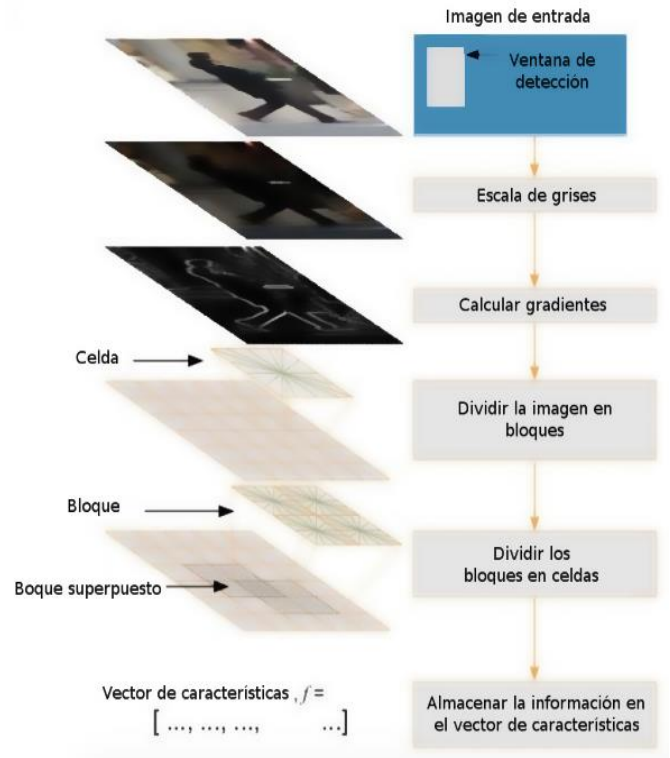 Imagen de entrada
Ventana de
detección
Escala de grises
Calcular gradientes
Celda
Dividir la imagen en
bloques
Bloque
Dividir los
bloques en celdas
Boque superpuesto
Vector de características , f =
[ ..., ..., ..., ...]
Almacenar la información en
el vector de características